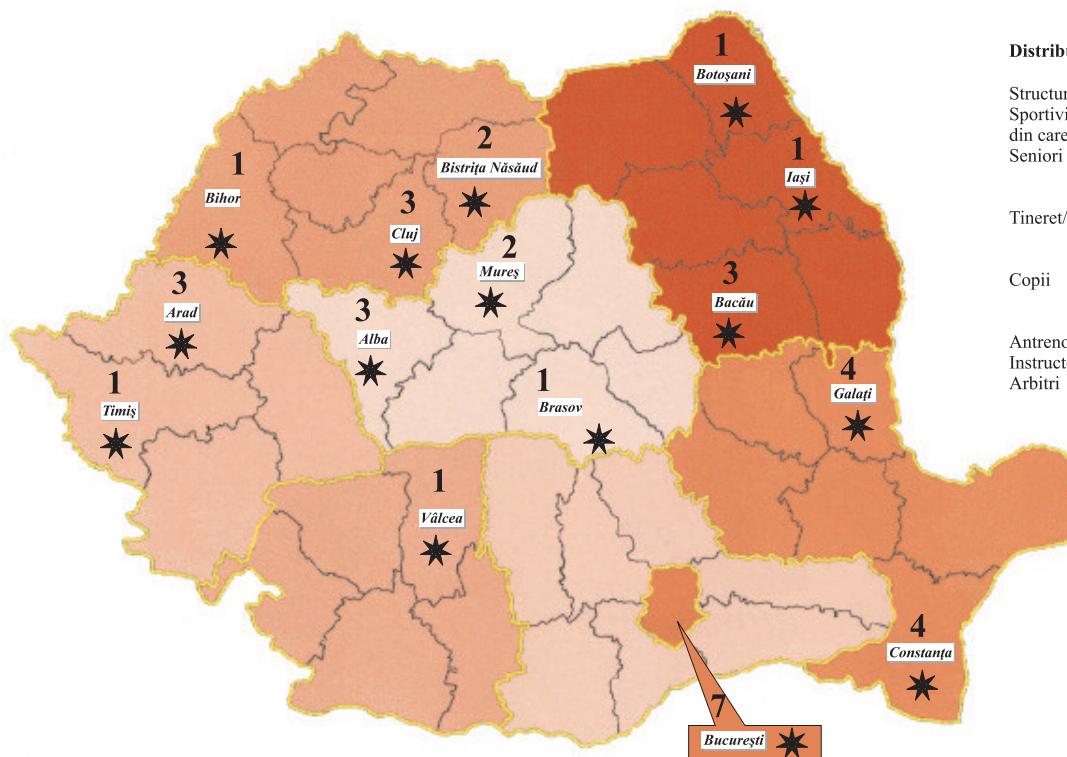 1
Botoşani
1
Iaşi
2
Bistriţa Năsăud
1
Bihor
3
Cluj
2
Mureş
3
Bacău
3
Arad
3
Alba
1
Timiş
1
Brasov
4
Galaţi
1
Vâlcea
4
Constanţa
7
Bucureşti
Structur
Sportivi
din care
Seniori
Tineret/
Copii
Instruct
Arbitri